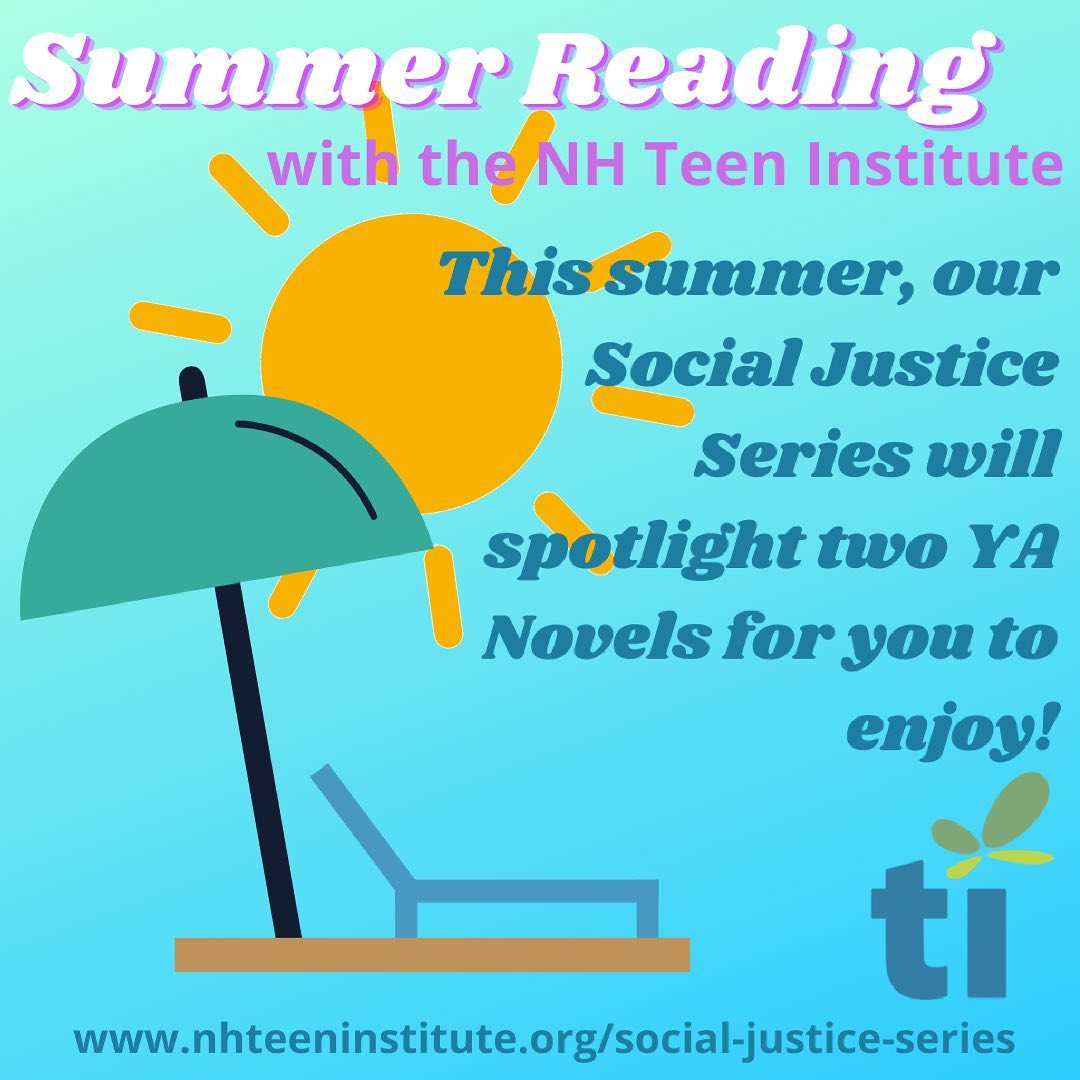 Summer Reading
with the NH Teen Institute
This summer, our
Social Justice
Series will
spotlight two YA
Novels for you to
enjoy!
ti
www.nhteeninstitute.org/social-justice-series